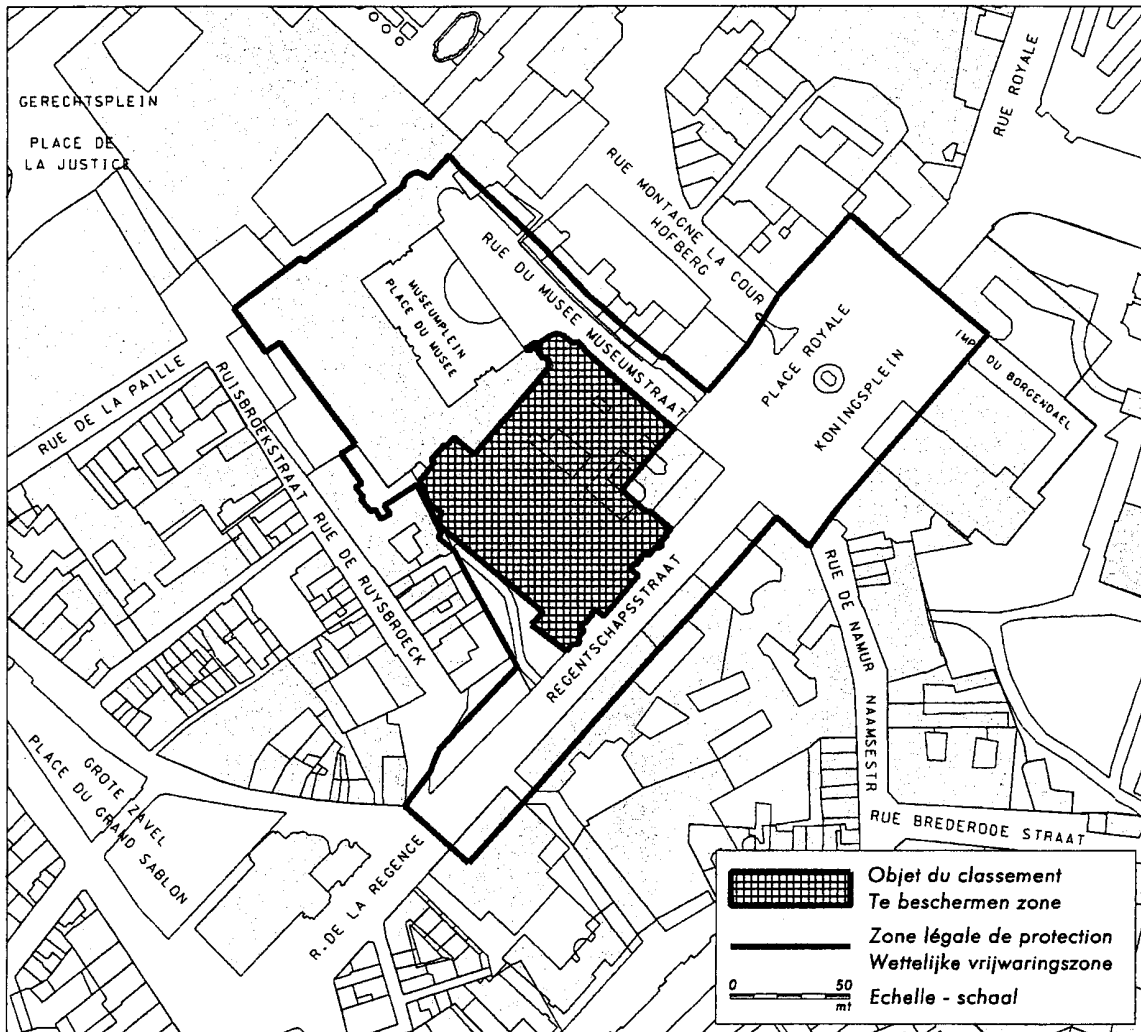 GERECHTSPLEIN
PLACE DE
LA JUSTICE
RUE ROYALE
RUE MONTAGNE LA COUR
HOFBERG
RUE DU MUSEE MUSEUMSTRAAT
MUSEUMPLEIN
PLACE DU MUSEE
PLACE ROYALE
KONINGSPLEIN
IMP DU BORGENDAEL
RUE DE LA PAILLE
RUISBROEKSTRAAT RUE DE RUYSBROECK
REGENTSCHAPSSTRAAT
RUE DE NAMUR NAAMSESTR
GROTE ZAVEL
PLACE DU GRAND SABLON
R. DE LA REGENCE
RUE BREDERODE STRAAT
Objet du classement
Te beschermen zone
Zone légale de protection
Wettelijke vrijwaringszone
0 50
mt
Echelle - schaal